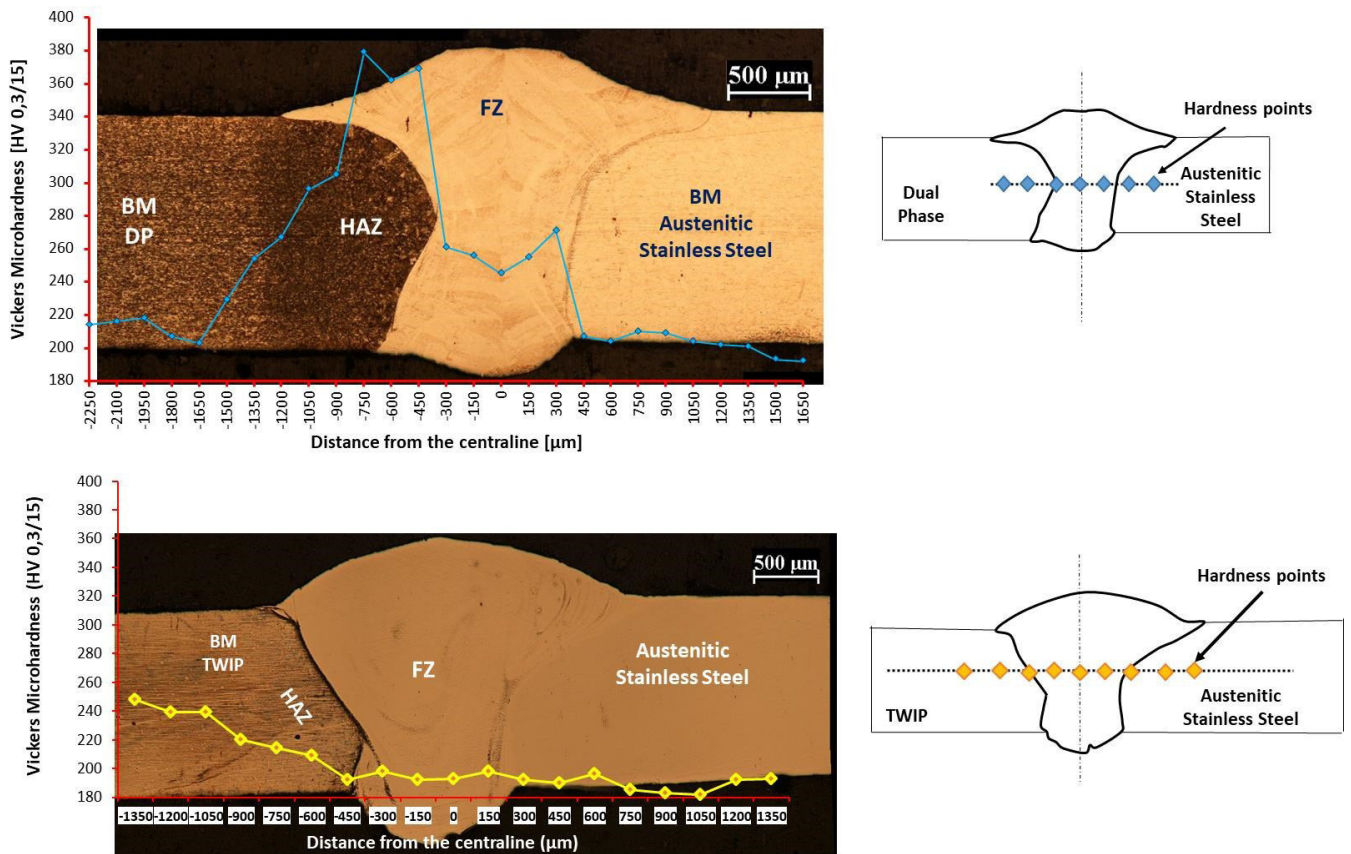 Vickers Microhardness [HV 0,3/15]
400
380
360
340
320
300
280
260
240
220
200
180
500 µm
FZ
BM
DP
HAZ
BM
Austenitic
Stainless Steel
-2250
-2100
-1950
-1800
-1650
-1500
-1350
-1200
-1050
-900
-750
-600
-450
-300
-150
0
150
300
450
600
750
900
1050
1200
1350
1500
1650
Distance from the centraline [µm]
Hardness points
Dual
Phase
Austenitic
Stainless
Steel
Vickers Microhardness (HV 0,3/15)
400
380
360
340
320
300
280
260
240
220
200
180
500 µm
BM
TWIP
HAZ
FZ
Austenitic
Stainless Steel
-1350 -1200 -1050 -900 -750 -600 -450 -300 -150 0 150 300 450 600 750 900 1050 1200 1350
Distance from the centraline (µm)
Hardness points
TWIP
Austenitic
Stainless Steel